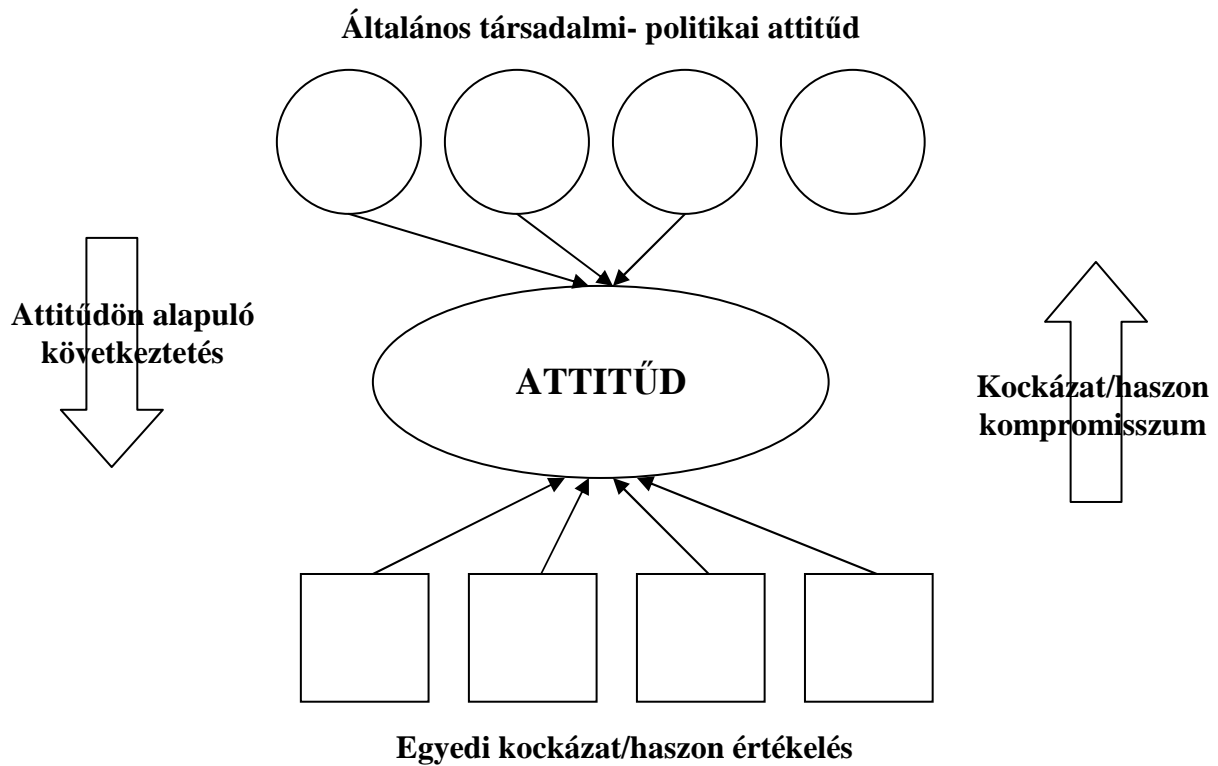 Általános társadalmi- politikai attitűd
Attitűdön alapuló
következtetés
ATTITŰD
Kockázat/haszon
kompromisszum
Egyedi kockázat/haszon értékelés